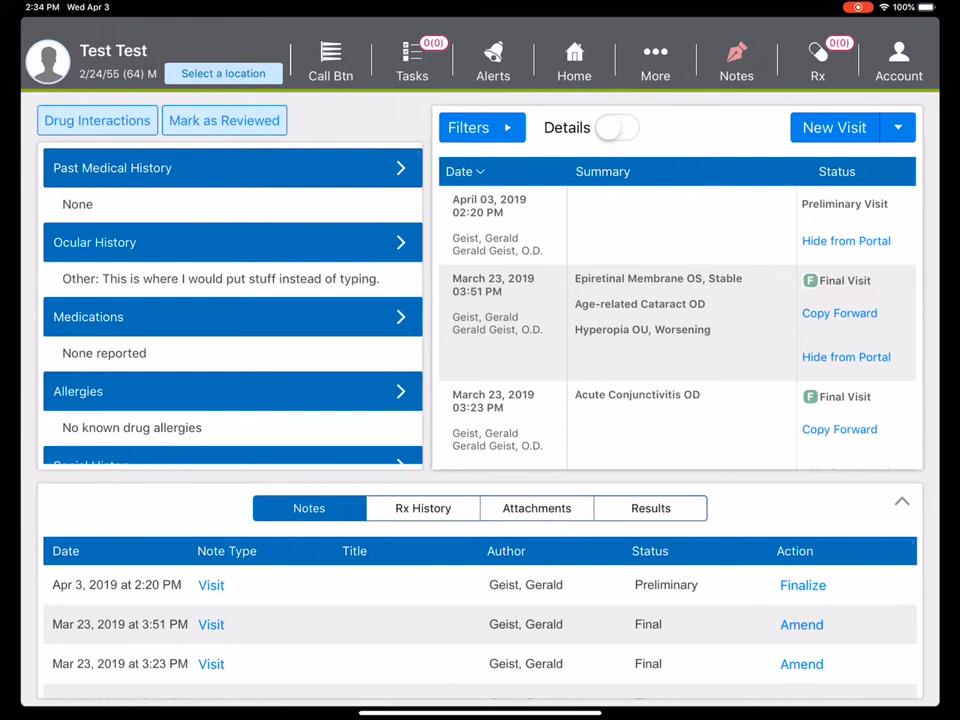 2:34 PM Wed Apr 3
100%
Test Test
2/24/55 (64) M
Select a location
Call Btn
0(0)
Tasks
Alerts
Home
More
Notes
0(0)
Rx
Account
Drug Interactions
Mark as Reviewed
Past Medical History
None
Ocular History
Other: This is where I would put stuff instead of typing.
Medications
None reported
Allergies
No known drug allergies
Social History
Filters
Details
New Visit
Date Summary Status
April 03, 2019
02:20 PM
Geist, Gerald
Gerald Geist, O.D.
Preliminary Visit
Hide from Portal
March 23, 2019
03:51 PM
Geist, Gerald
Gerald Geist, O.D.
Epiretinal Membrane OS, Stable
Age-related Cataract OD
Hyperopia OU, Worsening
F Final Visit
Copy Forward
Hide from Portal
March 23, 2019
03:23 PM
Geist, Gerald
Gerald Geist, O.D.
Acute Conjunctivitis OD
F Final Visit
Copy Forward
Notes Rx History Attachments Results
Date Note Type Title Author Status Action
Apr 3, 2019 at 2:20 PM Visit Geist, Gerald Preliminary Finalize
Mar 23, 2019 at 3:51 PM Visit Geist, Gerald Final Amend
Mar 23, 2019 at 3:23 PM Visit Geist, Gerald Final Amend